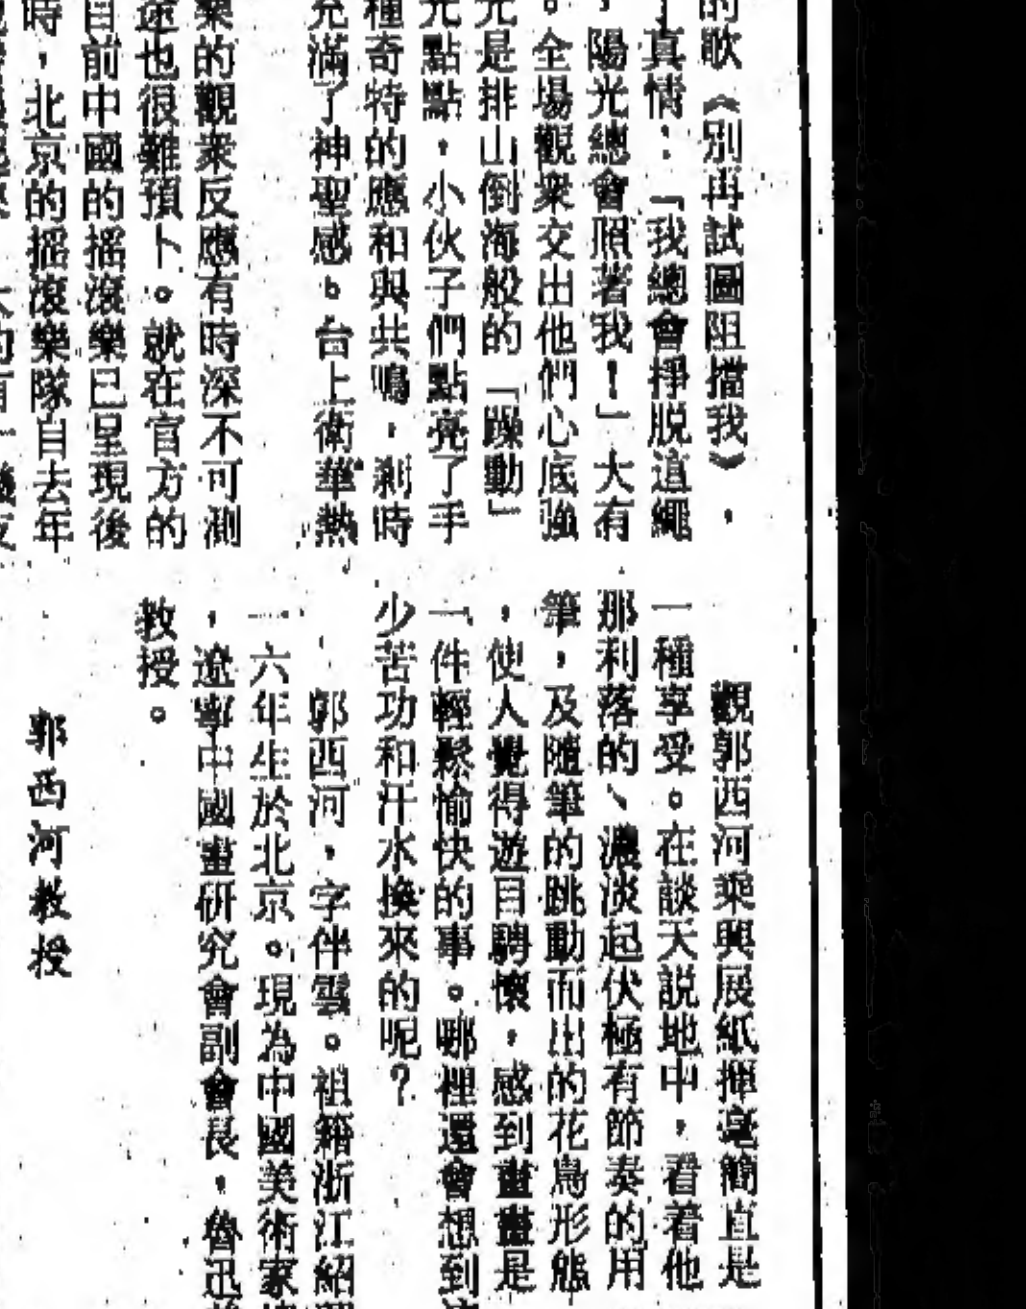 的歌《別再試圖阻擋我》，
真情：「我總會掙脱這繩
，陽光總會照著我！」大有
。全場觀衆交出他們心底強
光是排山倒海般的「躁動」
光點點，小伙子們點亮了手
種奇特的應和與共鳴，剎時
充滿了神聖感。台上衛華熱
樂的觀衆反應有時深不可測
途也很難預卜。就在官方的
目前中國的搖滾樂已呈現後
時，北京的搖滾樂隊自去年
觀郭西河乘興展紙揮毫簡直是
一種享受。在談天説地中，看着他
那利落的、濃淡起伏極有節奏的用
筆，及隨筆的跳動而出的花鳥形態
，使人覺得遊目騁懷，感到畫畫是
一件輕鬆愉快的事。哪裡還會想到
少苦功和汗水換來的呢？
郭西河，字伴雲。祖籍浙江紹
一六年生於北京。現為中國美術家
，遼寧中國畫研究會副會長，魯迅
教授。
郭西河教授